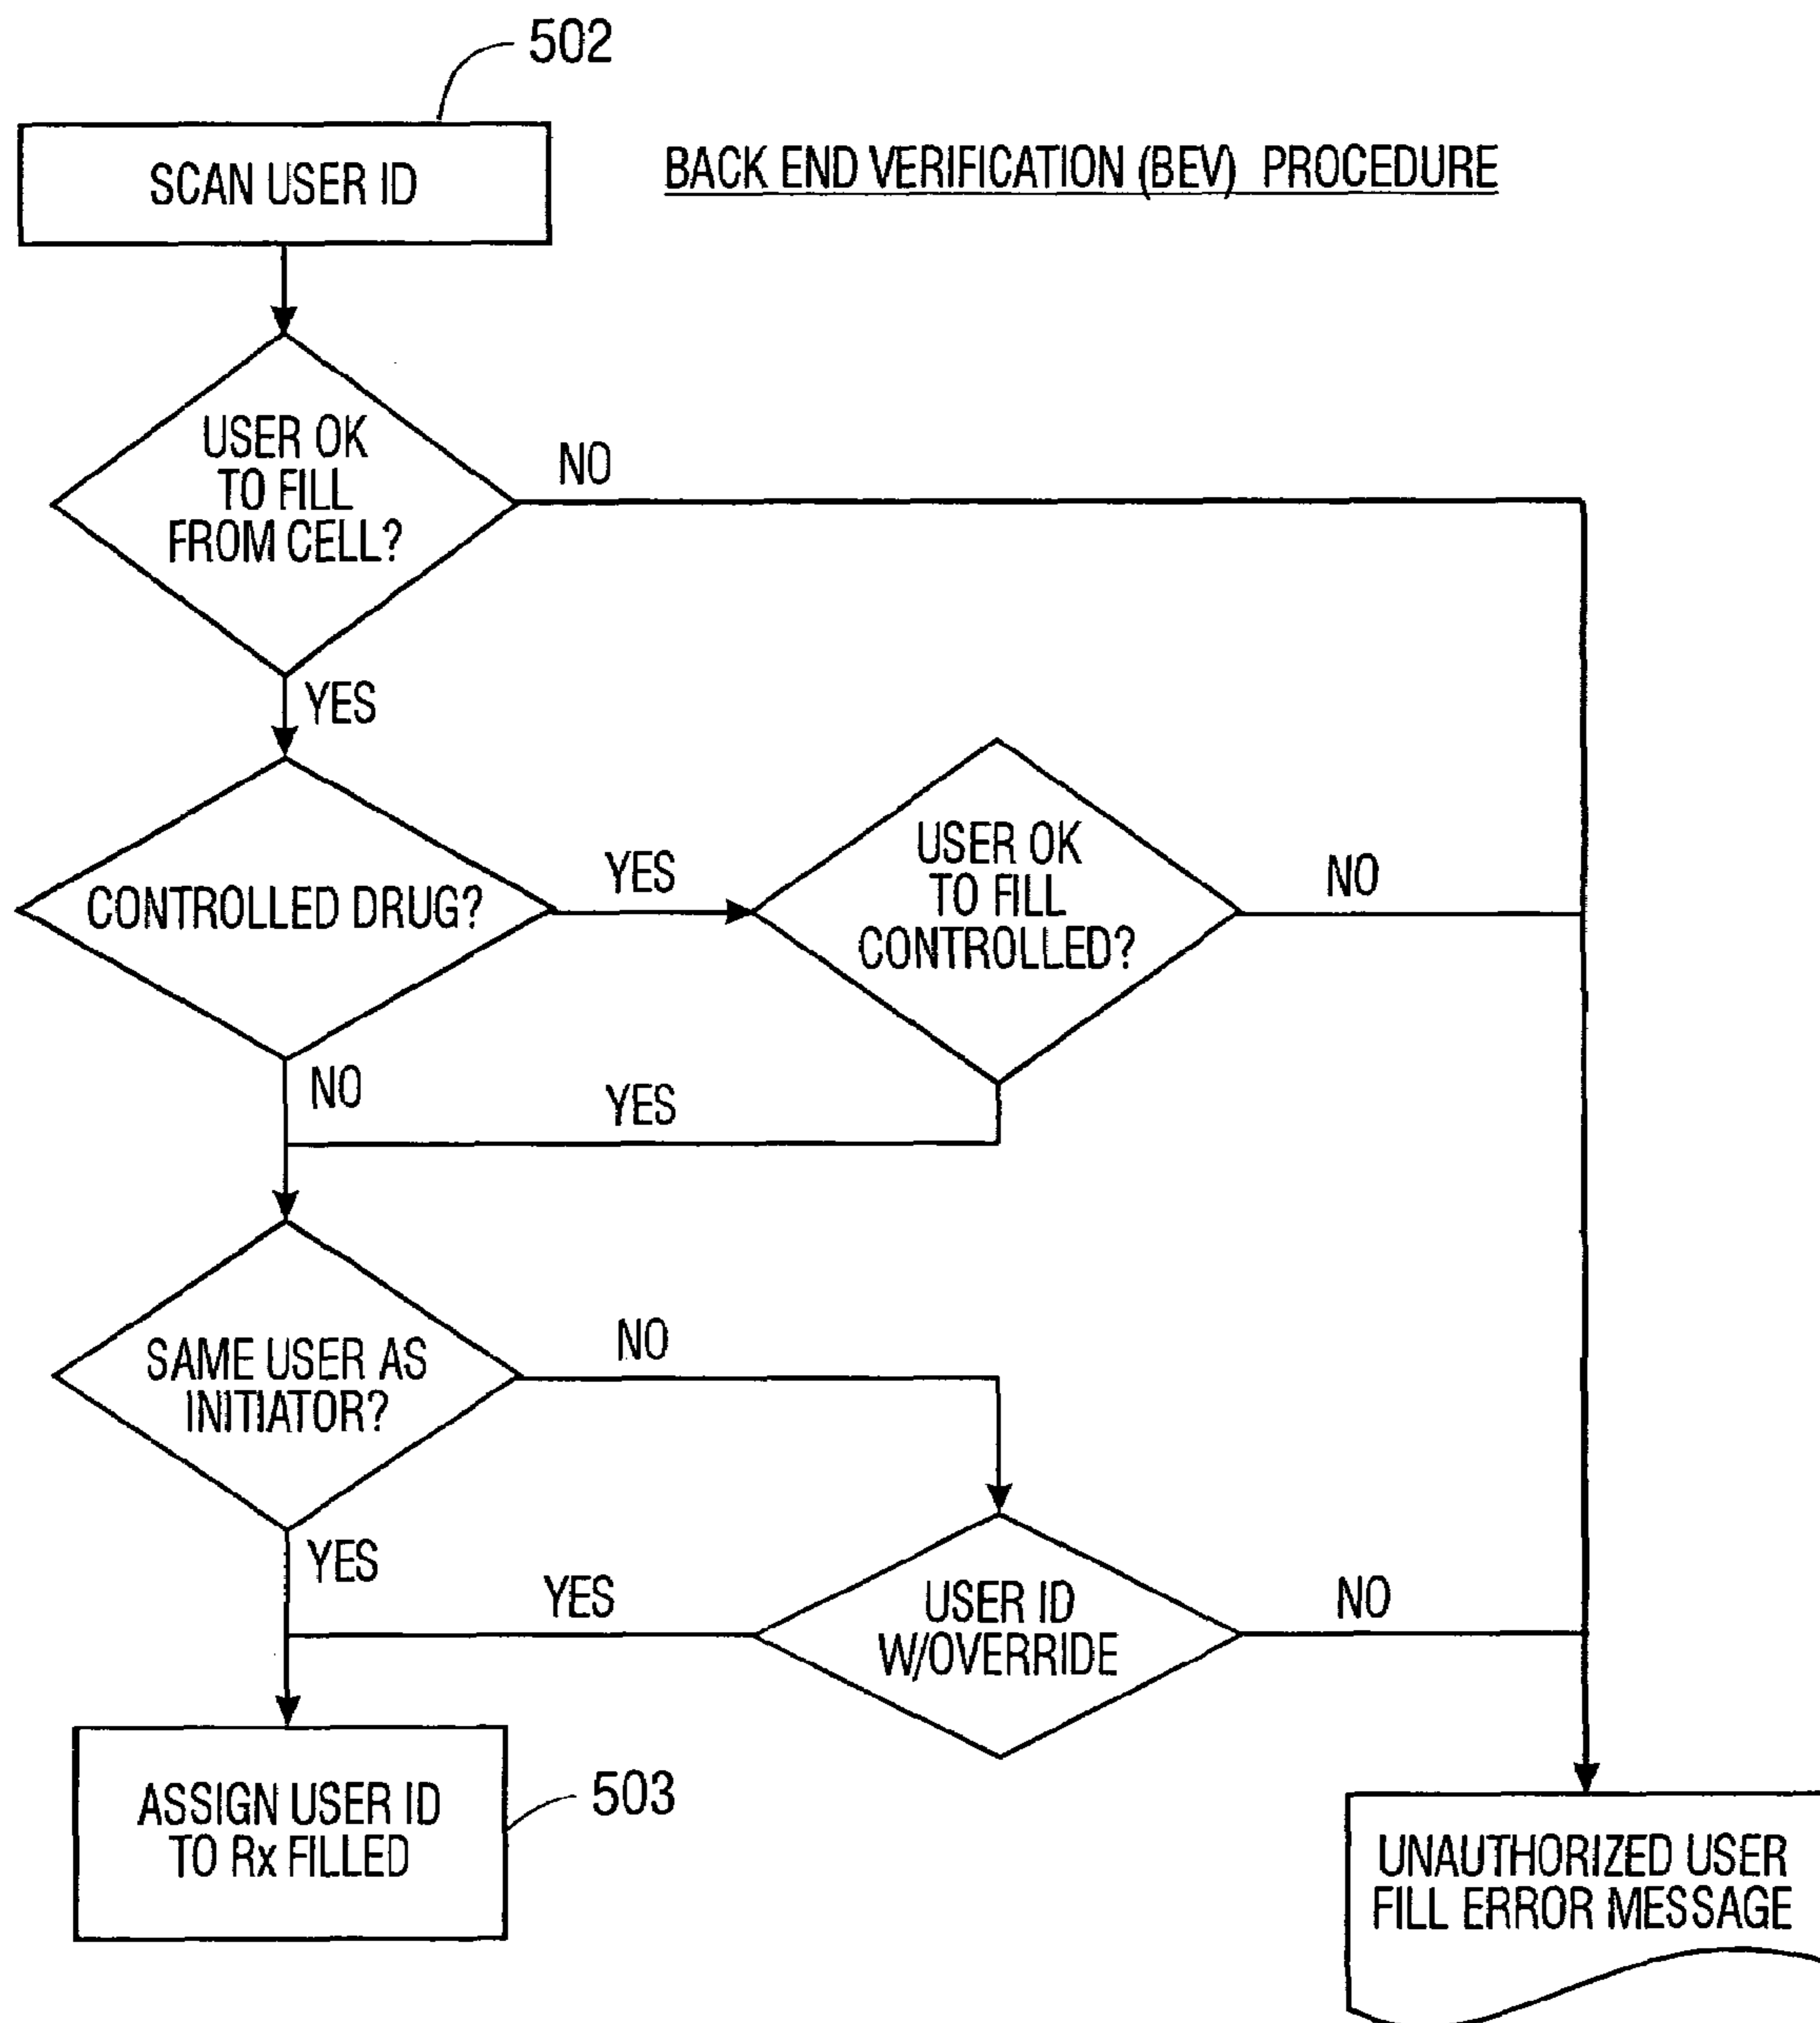 502
SCAN USER ID
BACK END VERIFICATION (BEV) PROCEDURE
USER OK
TO FILL
FROM CELL?
NO
YES
CONTROLLED DRUG?
YES
USER OK
TO FILL
CONTROLLED?
NO
NO
YES
SAME USER AS
INITIATOR?
NO
YES
YES
USER ID
W/OVERRIDE
NO
ASSIGN USER ID
TO Rx FILLED
503
UNAUTHORIZED USER
FILL ERROR MESSAGE